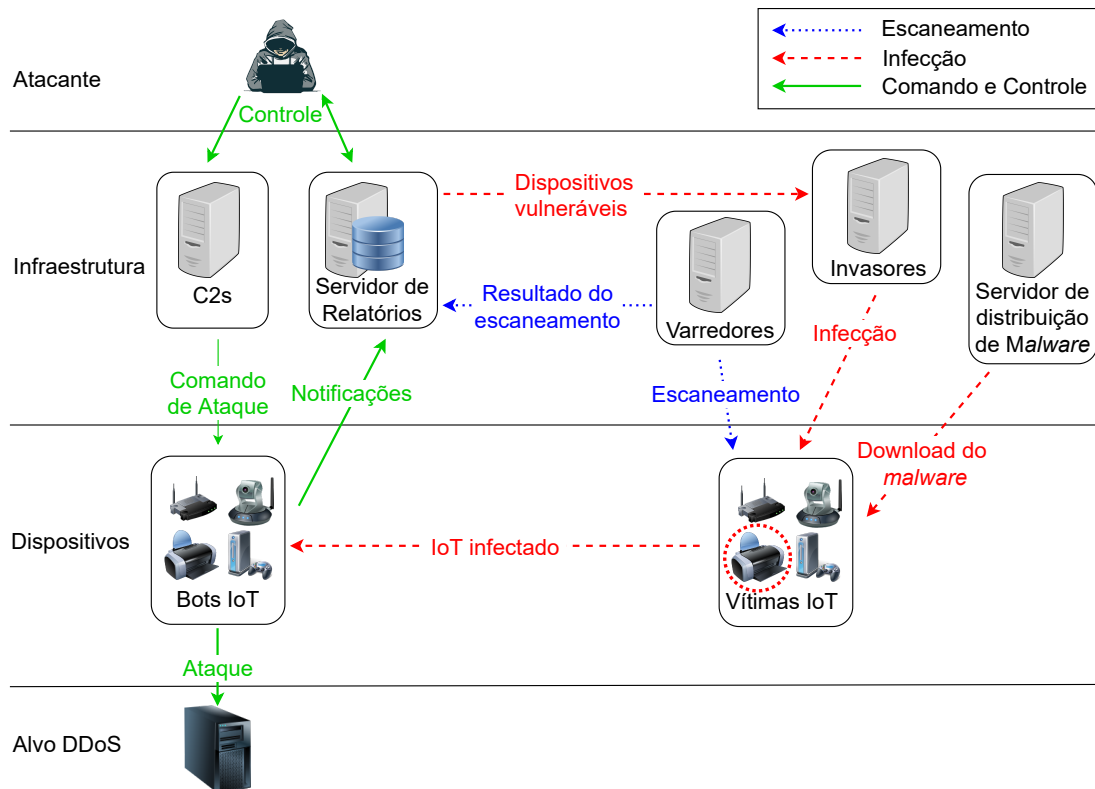 Escaneamento
Infecção
Comando e Controle
Atacante
Controle
Infraestrutura
C2s
Servidor de
Relatórios
Dispositivos
vulneráveis
Resultado do
escaneamento
Varredores
Invasores
Servidor de
distribuição
de Malware
Comando
de Ataque
Notificações
Escaneamento
Infecção
Download do
malware
Dispositivos
Bots IoT
IoT infectado
Vítimas IoT
Ataque
Alvo DDoS